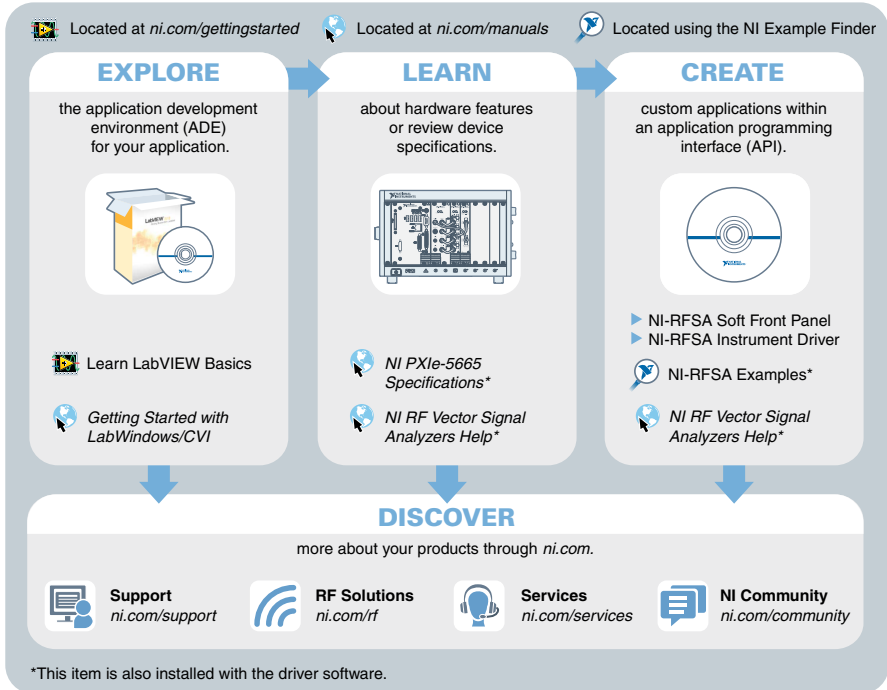 Located at ni.com/gettingstarted
Located at ni.com/manuals
Located using the NI Example Finder
EXPLORE
the application development
environment (ADE)
for your application.
LabVIEW
Learn LabVIEW Basics
Getting Started with
LabWindows/CVI
LEARN
about hardware features
or review device
specifications.
NI PXIe-5665
Specifications*
NI RF Vector Signal
Analyzers Help*
CREATE
custom applications within
an application programming
interface (API).
NI-RFSA Soft Front Panel
NI-RFSA Instrument Driver
NI-RFSA Examples*
NI RF Vector Signal
Analyzers Help*
DISCOVER
more about your products through ni.com.
Support
ni.com/support
RF Solutions
ni.com/rf
Services
ni.com/services
NI Community
ni.com/community
*This item is also installed with the driver software.